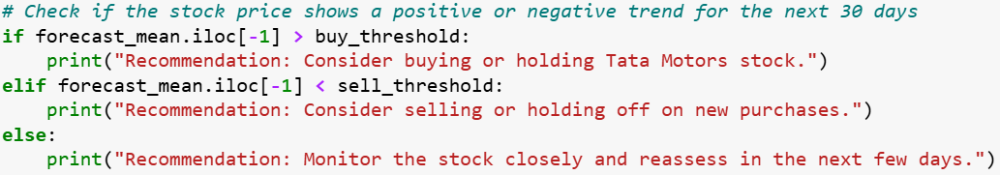 # Check if the stock price shows a positive or negative trend for the next 30 days
if forecast_mean.iloc[-1] > buy_threshold:
    print("Recommendation: Consider buying or holding Tata Motors stock.")
elif forecast_mean.iloc[-1] < sell_threshold:
    print("Recommendation: Consider selling or holding off on new purchases.")
else:
    print("Recommendation: Monitor the stock closely and reassess in the next few days.")